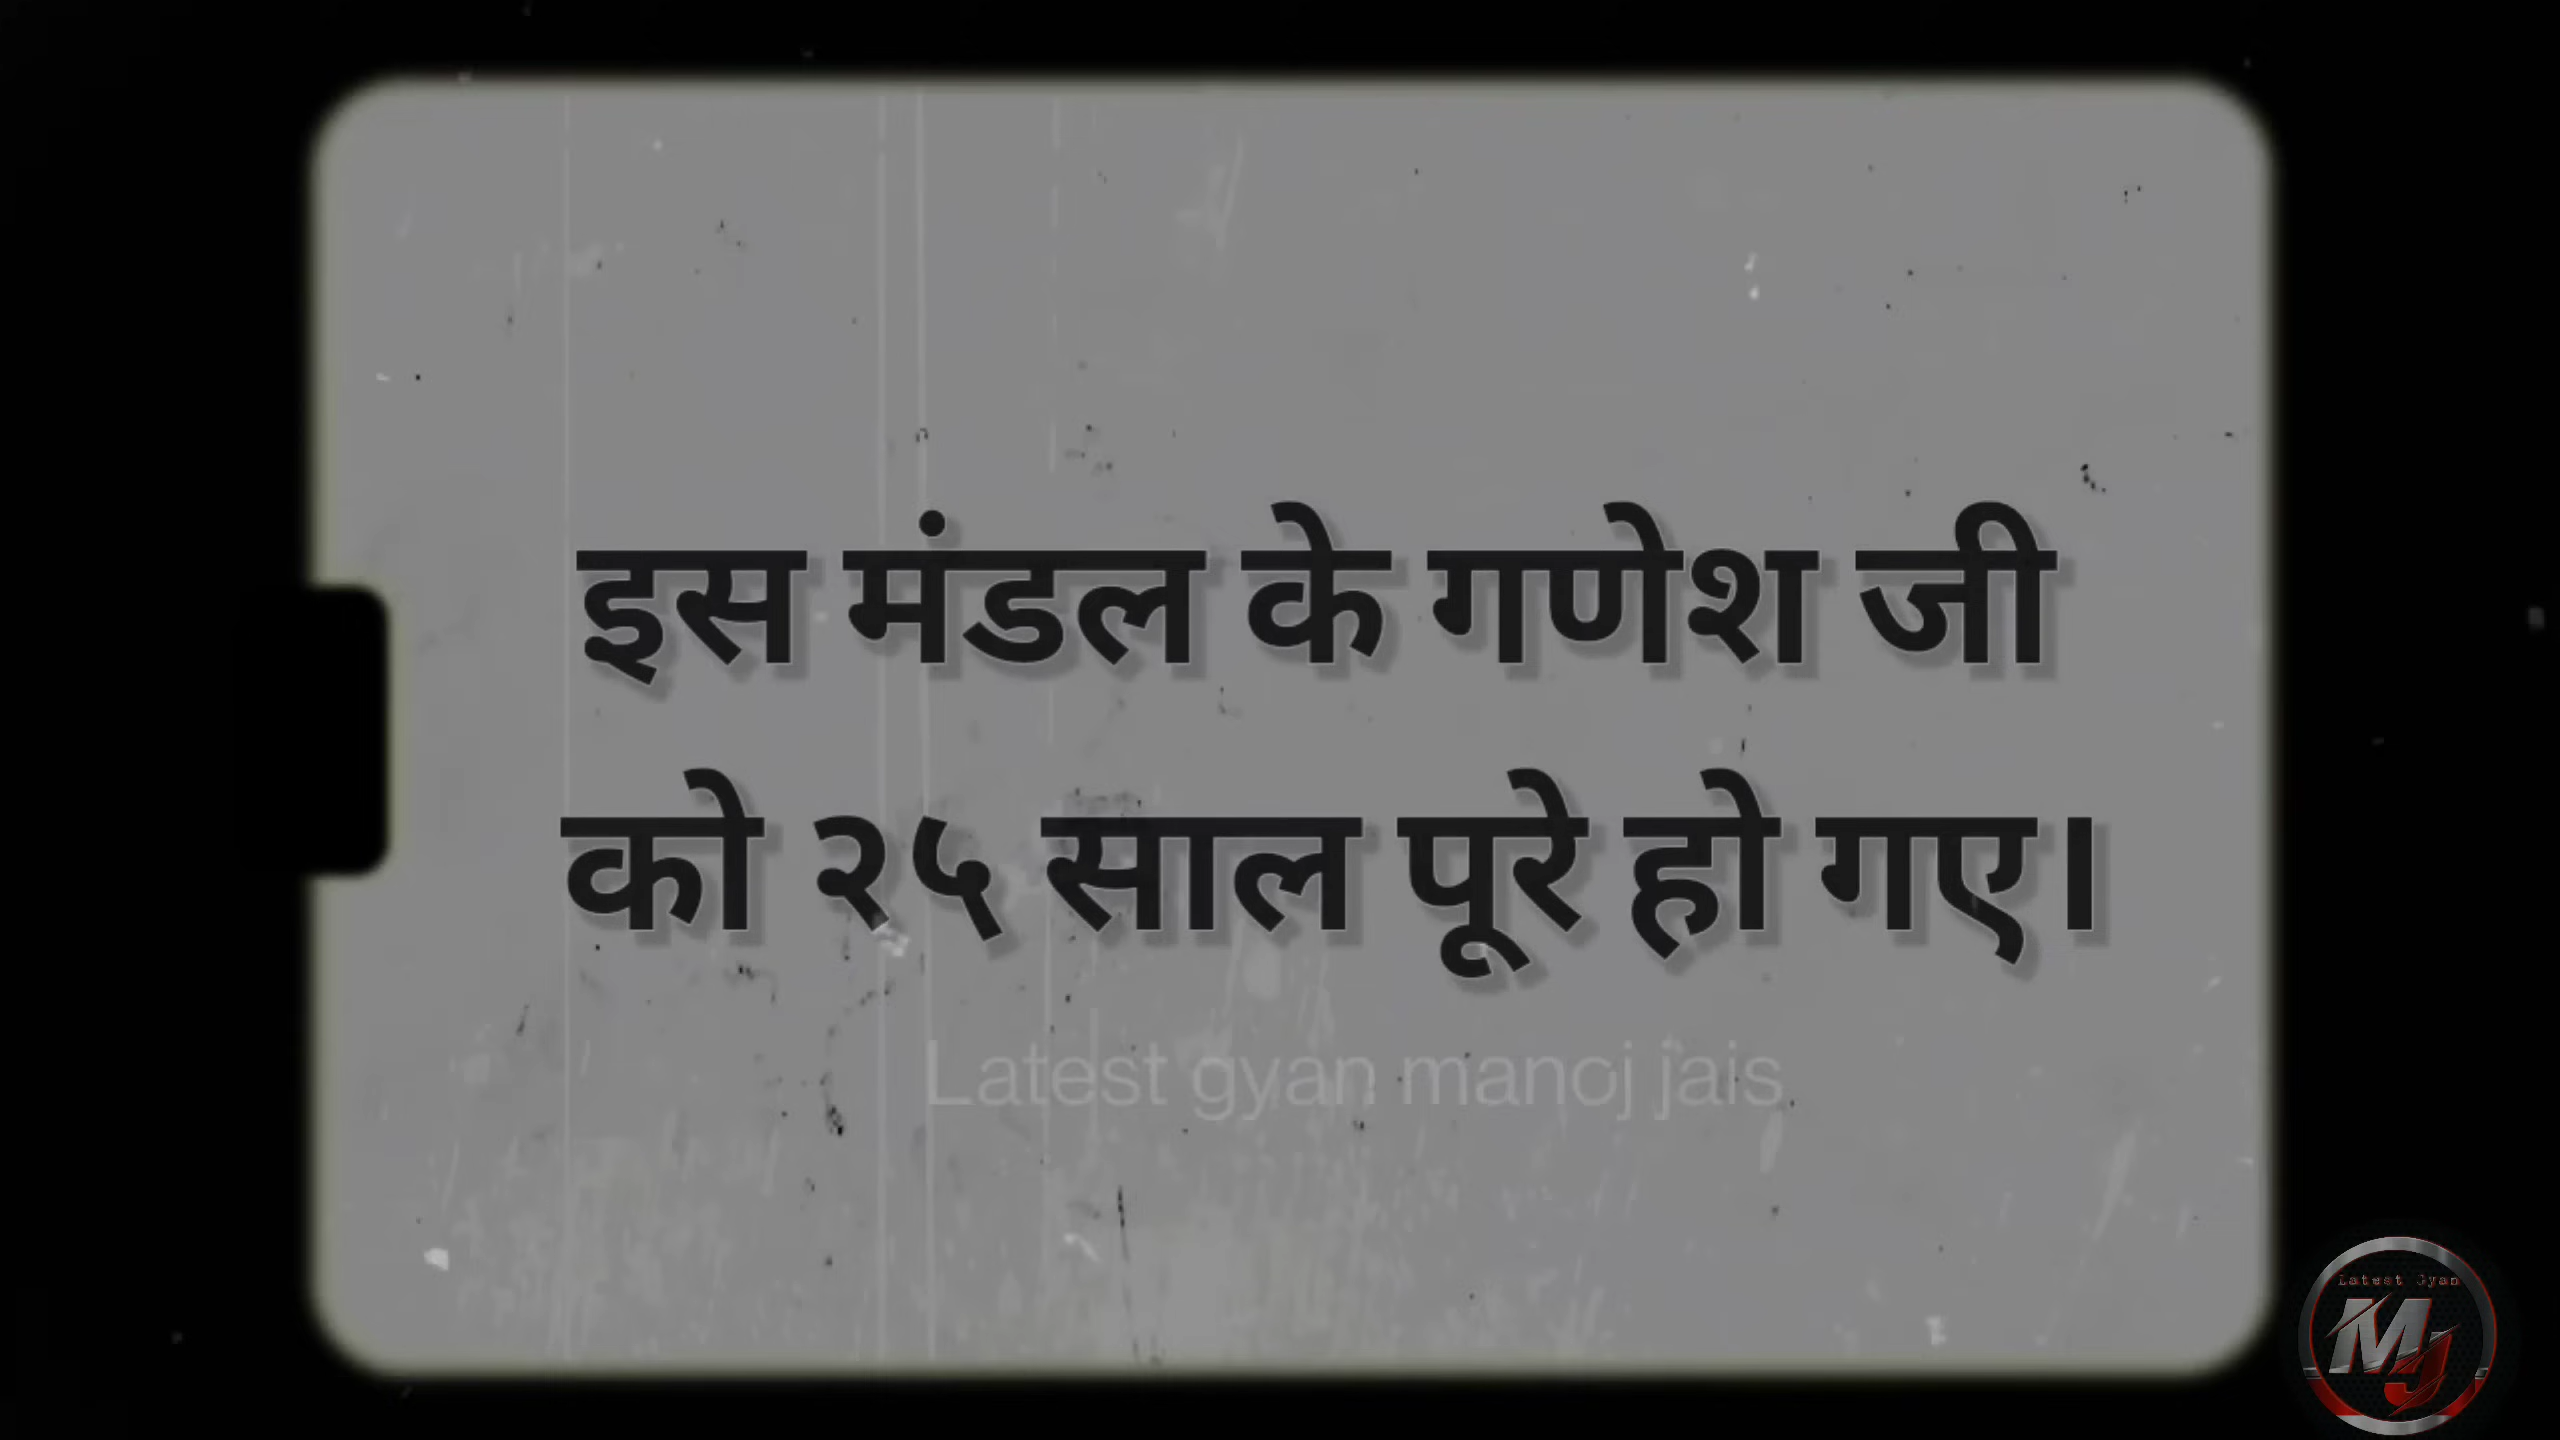 इस मंडल के गणेश जी
को २५ साल पूरे हो गए।
Latest gyan manoj jais
Latest Gyan
MJ